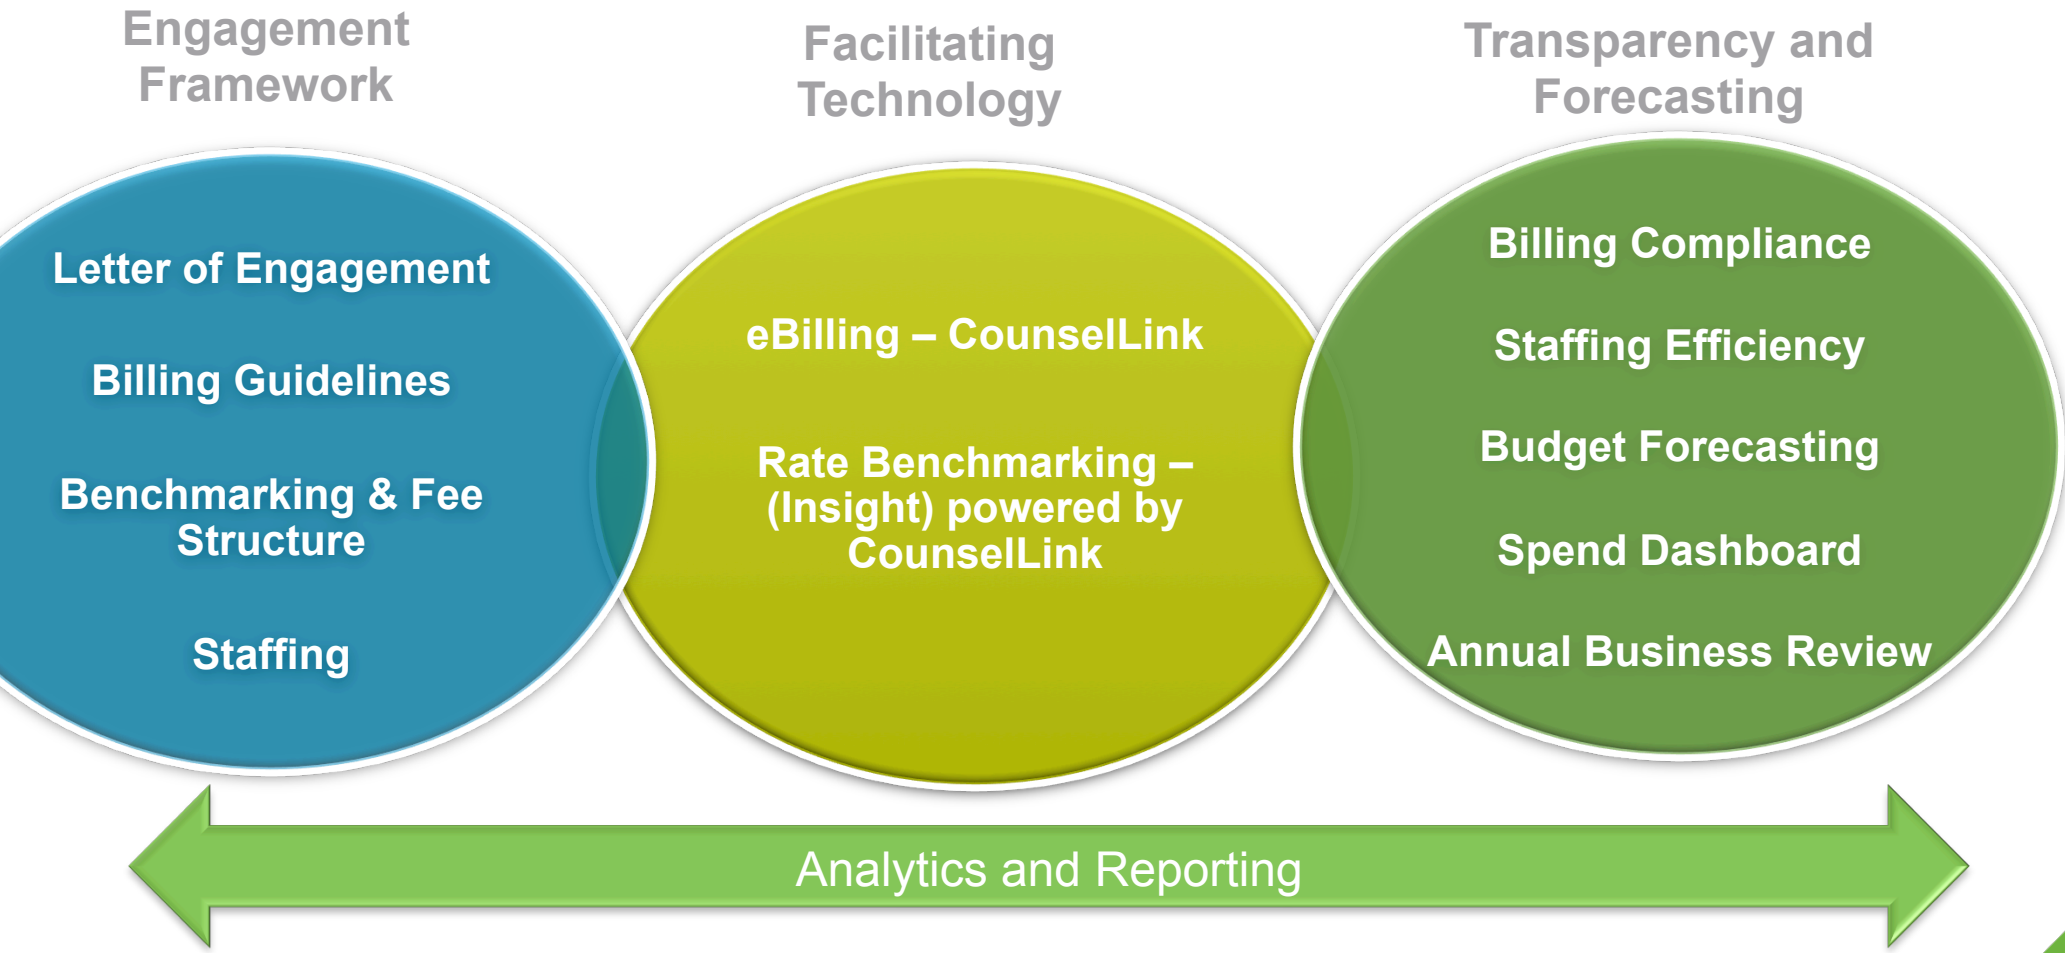 Engagement
Framework
Facilitating
Technology
Transparency and
Forecasting
Letter of Engagement
Billing Guidelines
Benchmarking & Fee
Structure
Staffing
eBilling – CounselLink
Rate Benchmarking –
(Insight) powered by
CounselLink
Billing Compliance
Staffing Efficiency
Budget Forecasting
Spend Dashboard
Annual Business Review
Analytics and Reporting